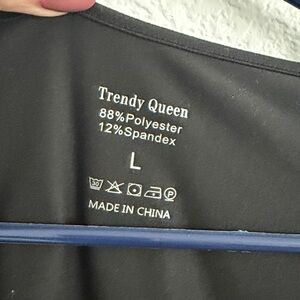 Trendy Queen
88%Polyester
12%Spandex
L
MADE IN CHINA